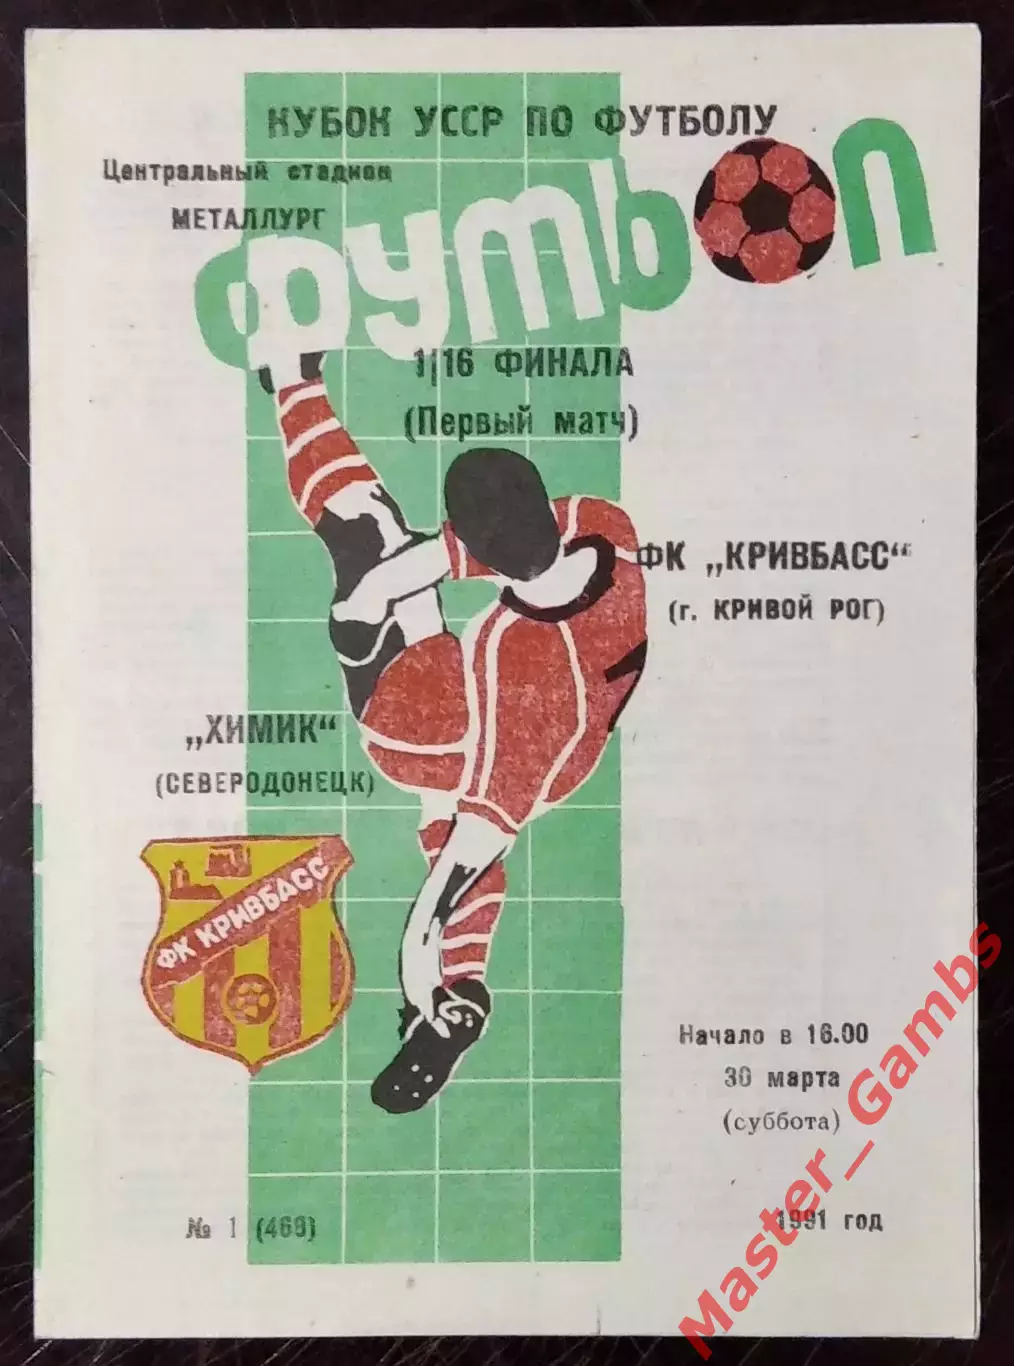 КУБОК УССР ПО ФУТБОЛУ
Центральный стадион
МЕТАЛЛУРГ
футбол
1/16 ФИНАЛА
(Первый матч)
ФК „КРИВБАСС“
(г. КРИВОЙ РОГ)
„ХИМИК“
(СЕВЕРОДОНЕЦК)
ФК КРИВБАСС
Начало в 16.00
30 марта
(суббота)
№ 1 (469)
1991 год
Master_Gambs